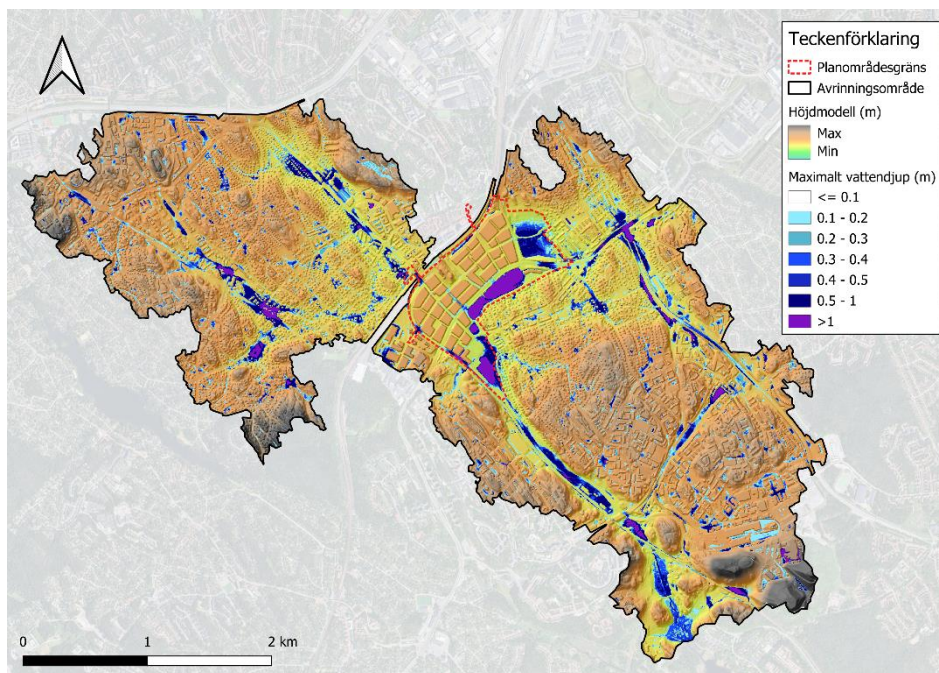 Teckenförklaring
Planområdesgräns
Avrinningsområde
Höjdmodell (m)
Max
Min
Maximalt vattendjup (m)
<= 0.1
0.1 - 0.2
0.2 - 0.3
0.3 - 0.4
0.4 - 0.5
0.5 - 1
>1
0 1 2 km